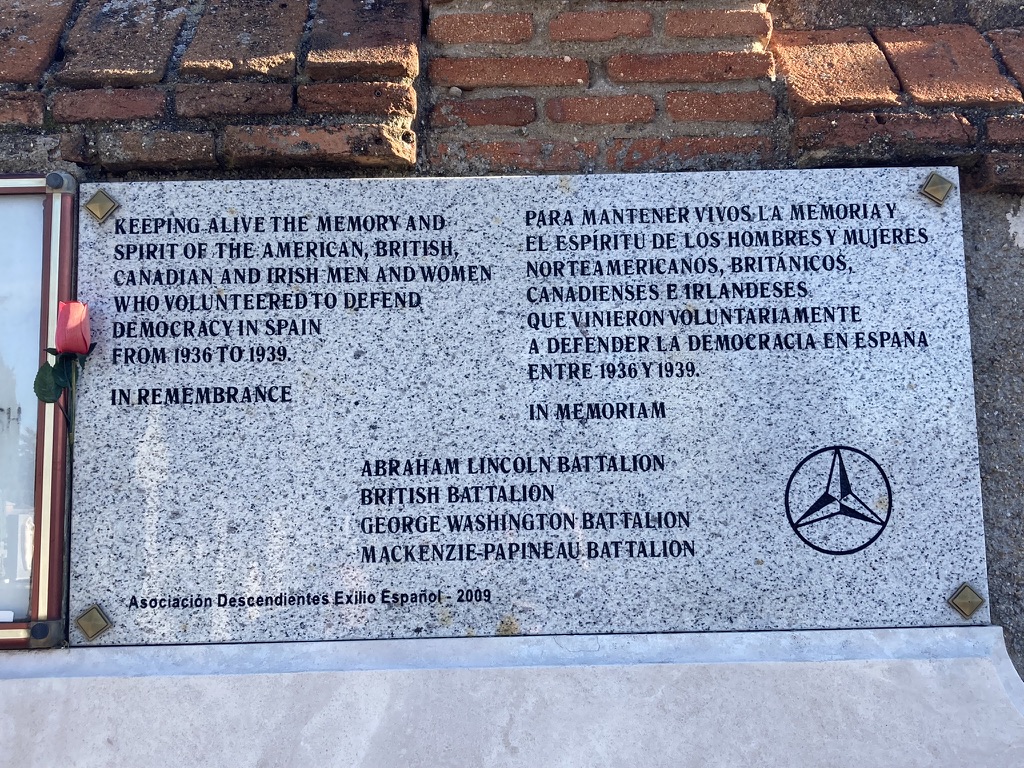 KEEPING ALIVE THE MEMORY AND
SPIRIT OF THE AMERICAN, BRITISH,
CANADIAN AND IRISH MEN AND WOMEN
WHO VOLUNTEERED TO DEFEND
DEMOCRACY IN SPAIN
FROM 1936 TO 1939.
IN REMEMBRANCE
PARA MANTENER VIVOS LA MEMORIA Y
EL ESPÍRITU DE LOS HOMBRES Y MUJERES
NORTEAMERICANOS, BRITÁNICOS,
CANADIENSES E IRLANDESES
QUE VINIERON VOLUNTARIAMENTE
A DEFENDER LA DEMOCRACIA EN ESPAÑA
ENTRE 1936 Y 1939.
IN MEMORIAM
ABRAHAM LINCOLN BATTALION
BRITISH BATTALION
GEORGE WASHINGTON BATTALION
MACKENZIE-PAPINEAU BATTALION
Asociación Descendientes Exilio Español - 2009